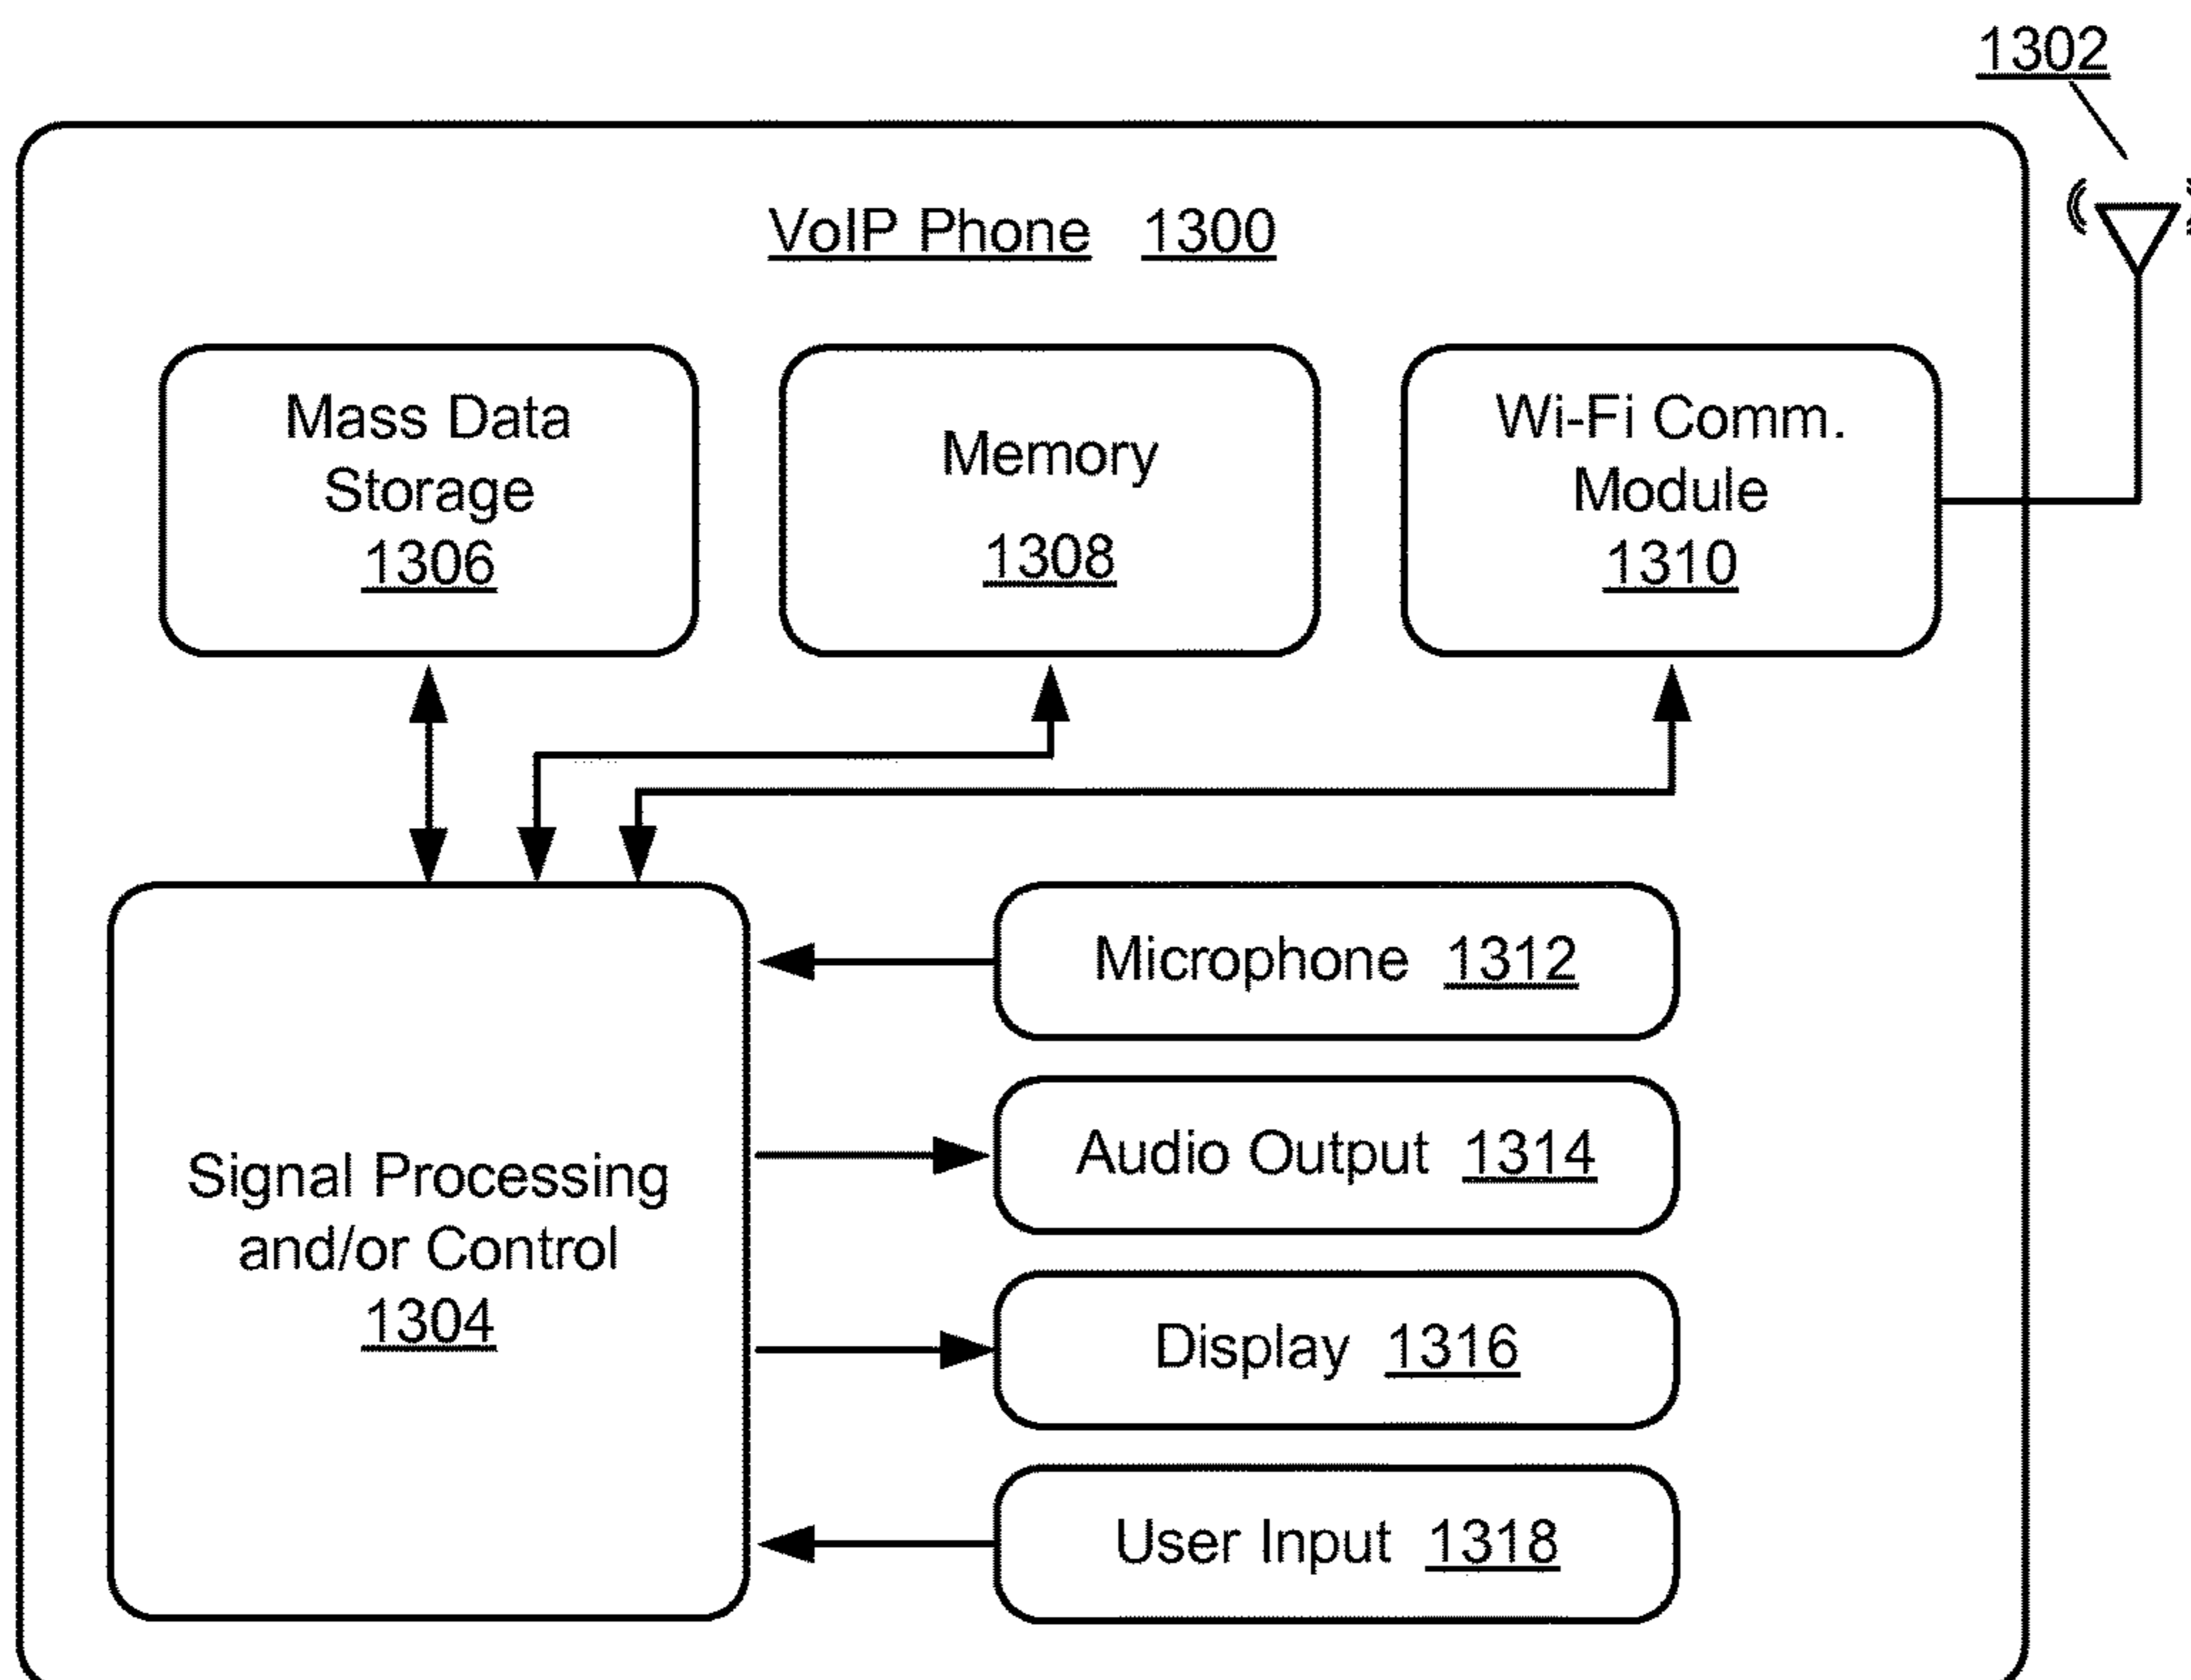 1302
VoIP Phone 1300
Mass Data
Storage
1306
Memory
1308
Wi-Fi Comm.
Module
1310
Signal Processing
and/or Control
1304
Microphone 1312
Audio Output 1314
Display 1316
User Input 1318